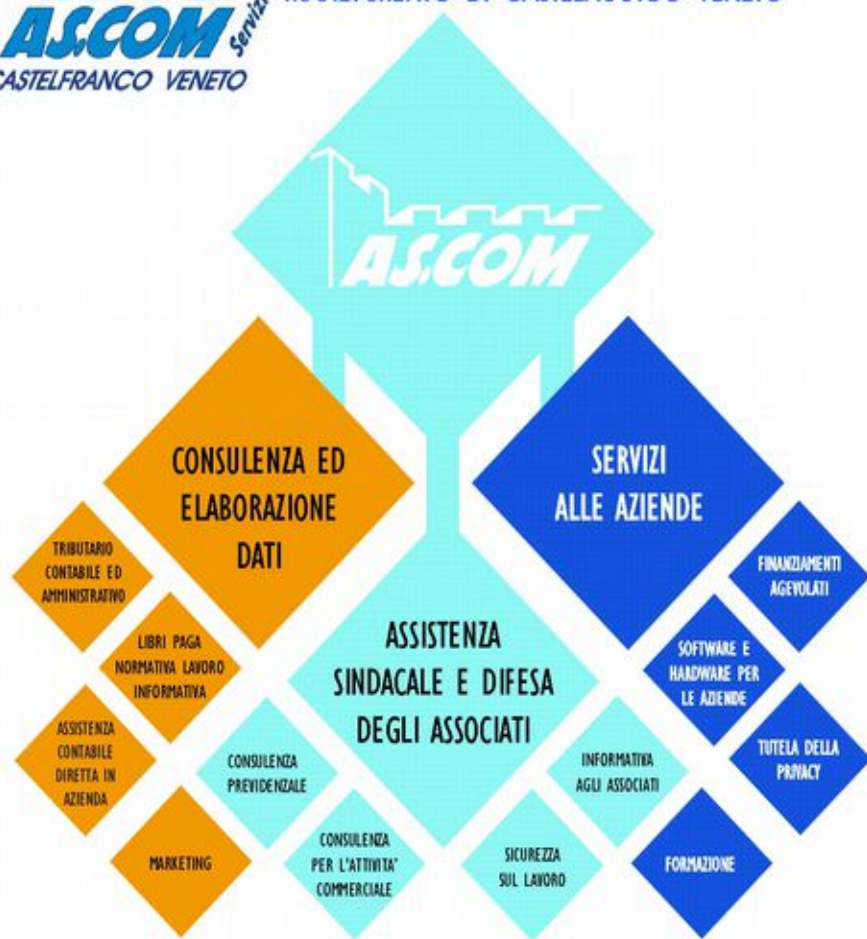 AS.COM Servizi
CASTELFRANCO VENETO
AS.COM
CONSULENZA ED
ELABORAZIONE
DATI
SERVIZI
ALLE AZIENDE
TRIBUTARIO
CONTABILE ED
AMMINISTRATIVO
FINANZIAMENTI
AGEVOLATI
LIBRI PAGA
NORMATIVA LAVORO
INFORMATIVA
ASSISTENZA
SINDACALE E DIFESA
DEGLI ASSOCIATI
SOFTWARE E
HARDWARE PER
LE AZIENDE
ASSISTENZA
CONTABILE
DIRETTA IN
AZIENDA
CONSULENZA
PREVIDENZALE
INFORMATIVA
AGLI ASSOCIATI
TUTELA DELLA
PRIVACY
MARKETING
CONSULENZA
PER L'ATTIVITA'
COMMERCIALE
SICUREZZA
SUL LAVORO
FORMAZIONE